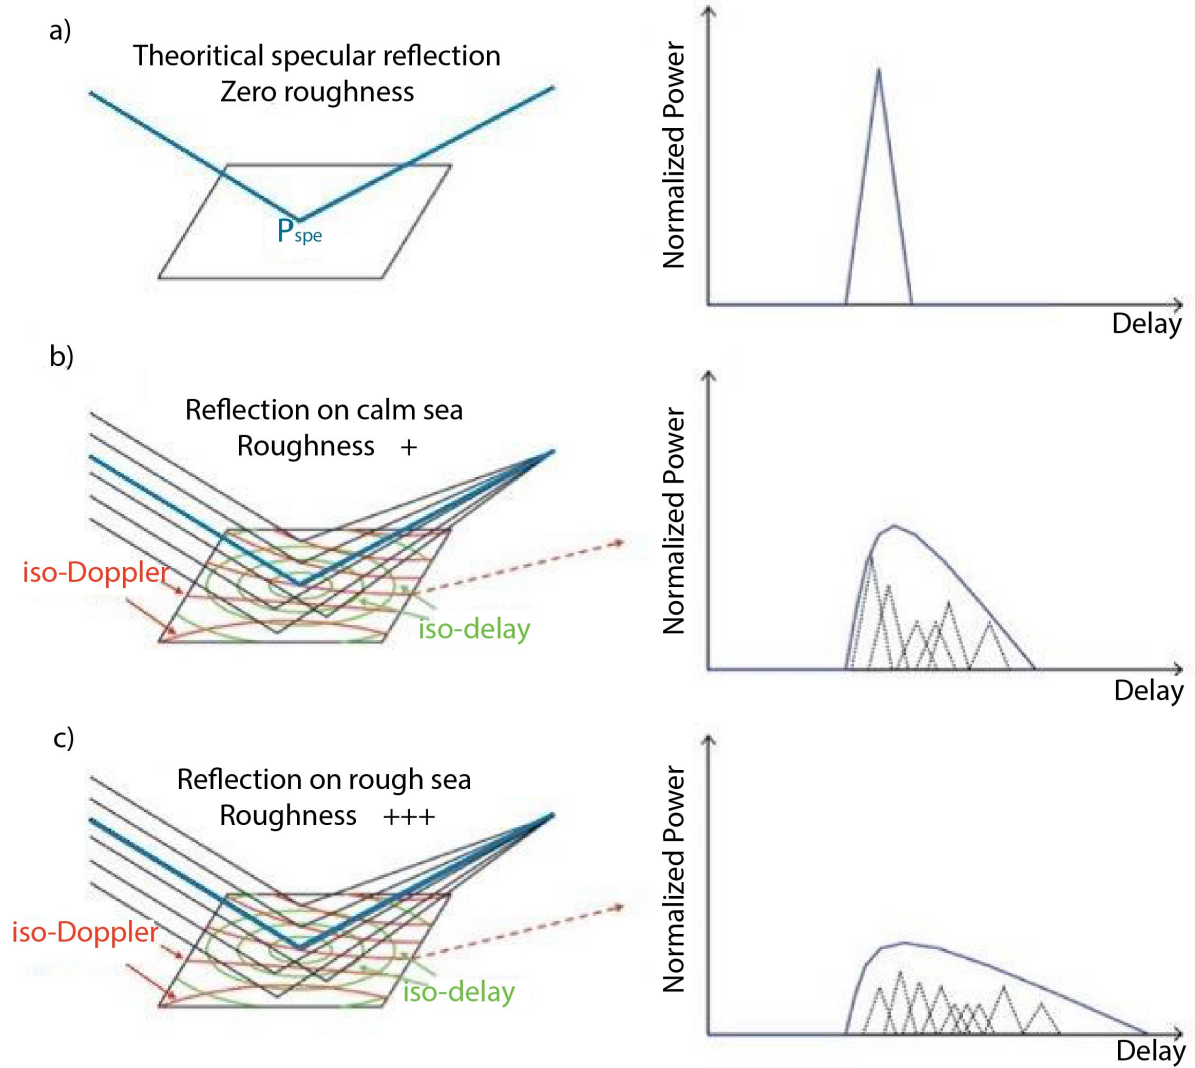 a)
Theoritical specular reflection
Zero roughness
Pspe
Normalized Power
Delay
b)
Reflection on calm sea
Roughness +
iso-Doppler
iso-delay
Normalized Power
Delay
c)
Reflection on rough sea
Roughness +++
iso-Doppler
iso-delay
Normalized Power
Delay